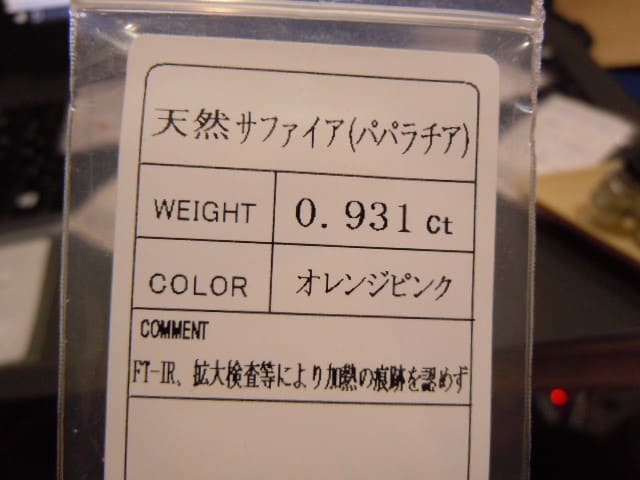 天然サファイア(パパラチア)
WEIGHT 0.931ct
COLOR オレンジピンク
COMMENT
FT-IR、拡大検査等により加熱の痕跡を認めず